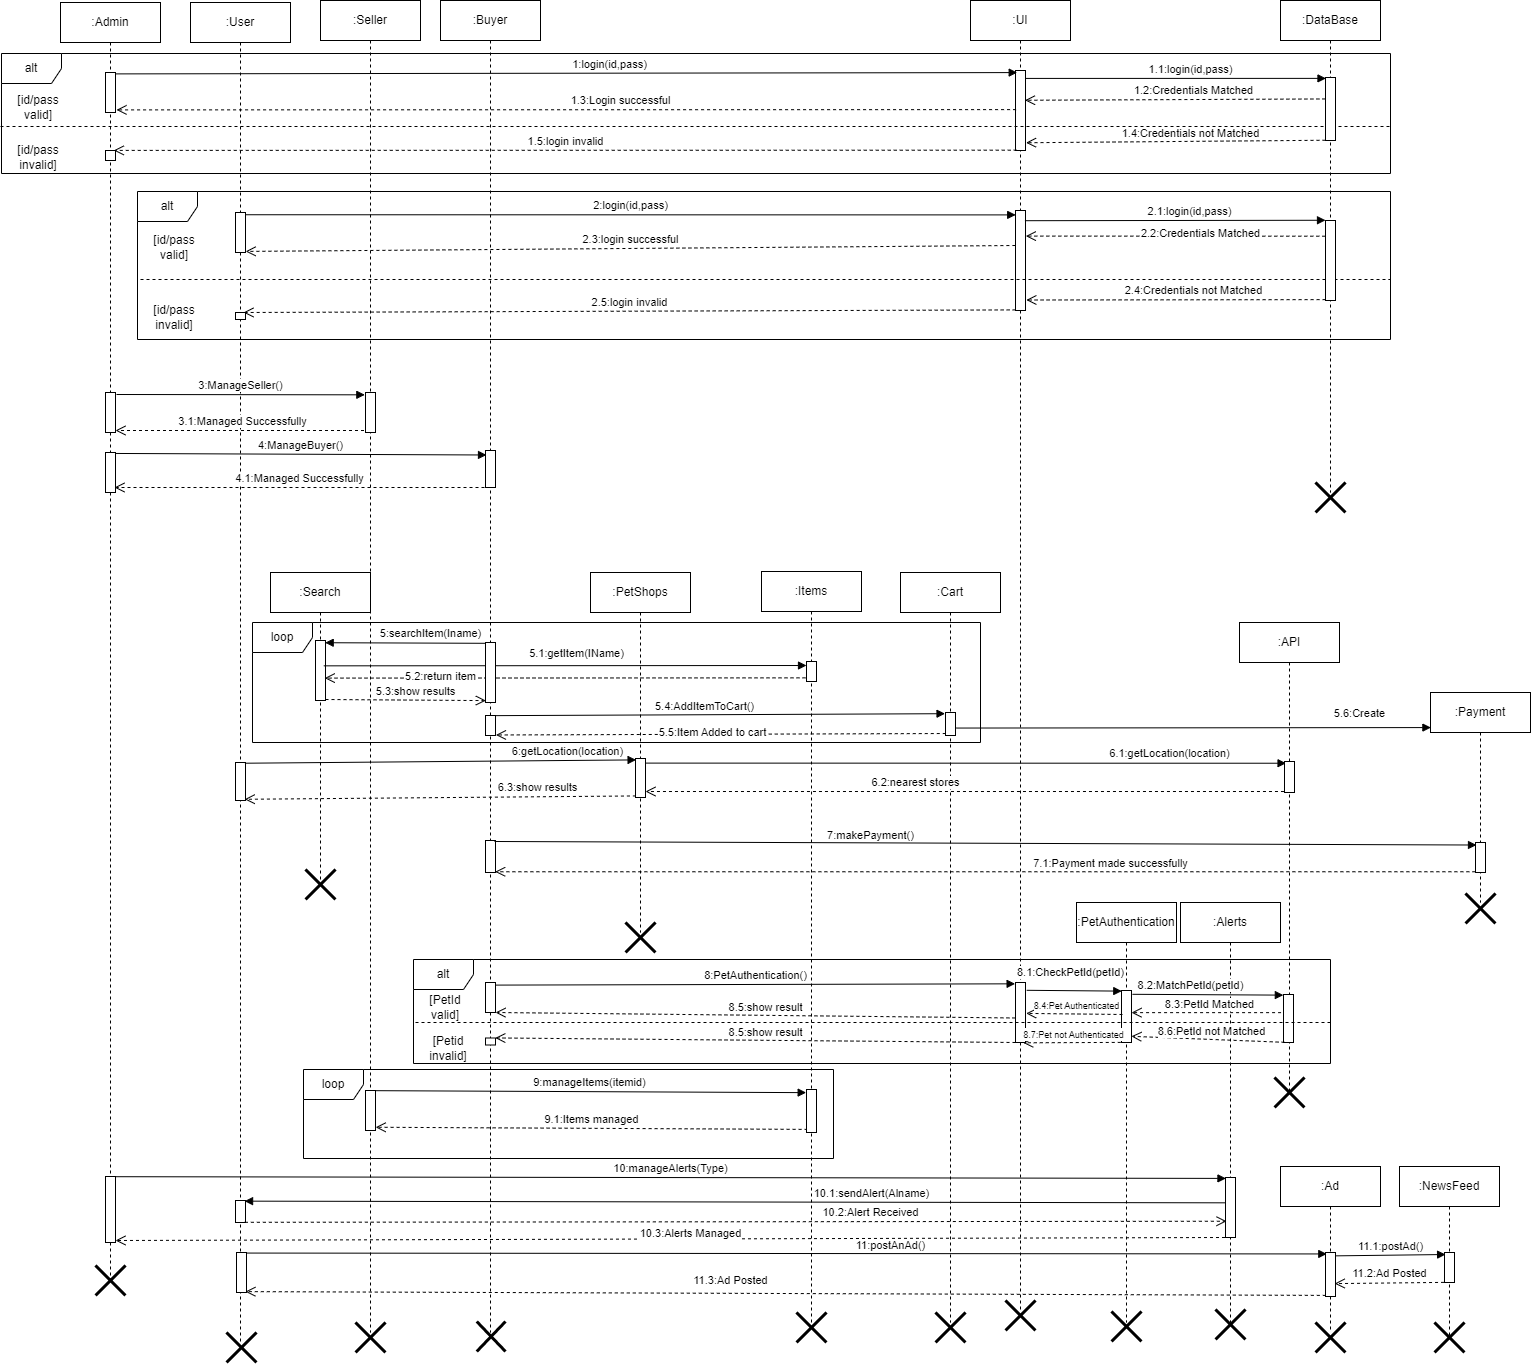 :Admin
:User
:Seller
:Buyer
:UI
:DataBase
alt
1:login(id,pass)
1.1:login(id,pass)
[id/pass
valid]
1.2:Credentials Matched
1.3:Login successful
1.4:Credentials not Matched
[id/pass
invalid]
1.5:login invalid
alt
2:login(id,pass)
2.1:login(id,pass)
[id/pass
valid]
2.2:Credentials Matched
2.3:login successful
2.4:Credentials not Matched
[id/pass
invalid]
2.5:login invalid
3:ManageSeller()
3.1:Managed Successfully
4:ManageBuyer()
4.1:Managed Successfully
:Search
:PetShops
:Items
:Cart
loop
5:searchItem(Iname)
:API
5.1:getItem(IName)
5.2:return item
5.3:show results
5.4:AddItemToCart()
5.6:Create
:Payment
5.5:Item Added to cart
6:getLocation(location)
6.1:getLocation(location)
6.2:nearest stores
6.3:show results
7:makePayment()
7.1:Payment made successfully
:PetAuthentication
:Alerts
alt
8:PetAuthentication()
8.1:CheckPetId(petId)
8.2:MatchPetId(petId)
[PetId
valid]
8.3:PetId Matched
8.4:Pet Authenticated
8.5:show result
[Petid
invalid]
8.5:show result
8.6:PetId not Matched
8.7:Pet not Authenticated
loop
9:manageItems(itemid)
9.1:Items managed
10:manageAlerts(Type)
:Ad
:NewsFeed
10.1:sendAlert(Alname)
10.2:Alert Received
10.3:Alerts Managed
11:postAnAd()
11.1:postAd()
11.2:Ad Posted
11.3:Ad Posted